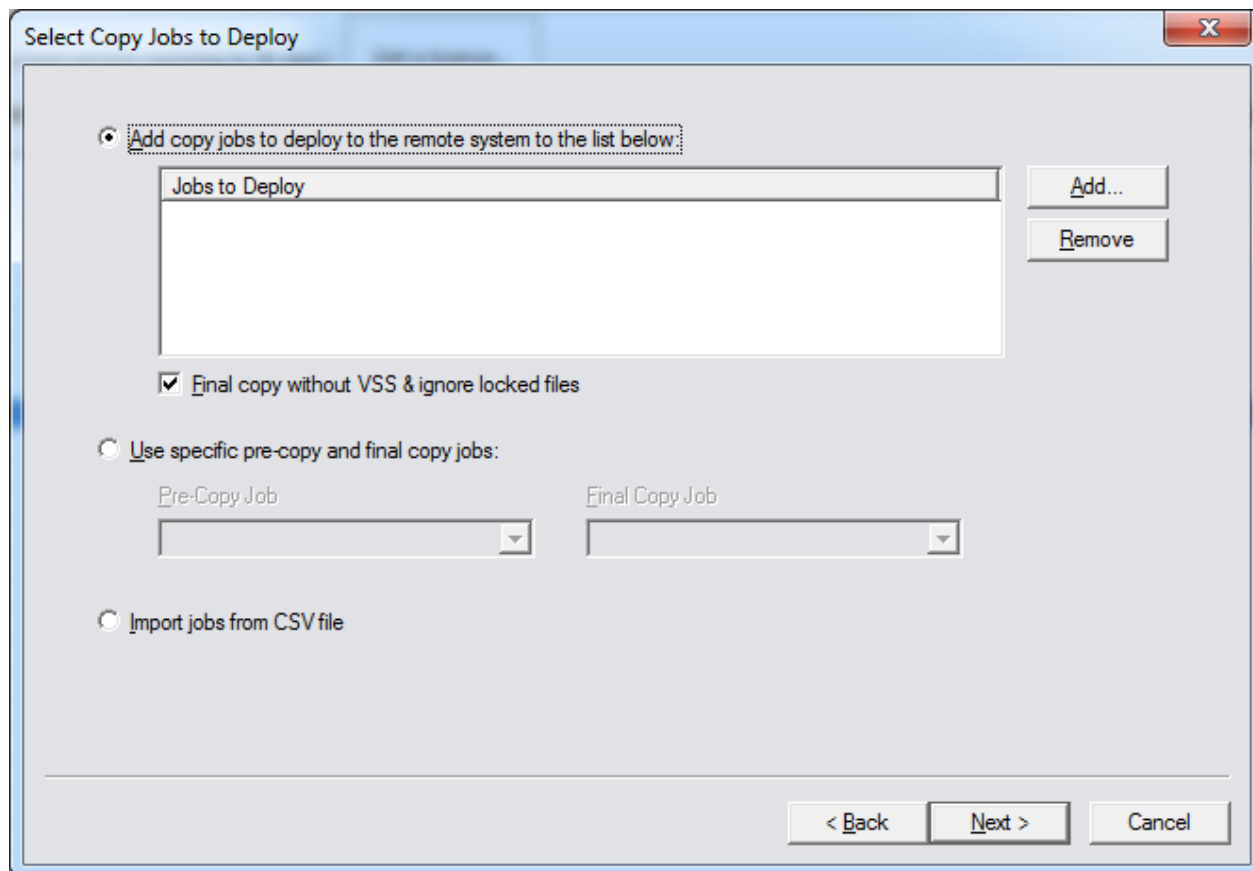 Select Copy Jobs to Deploy
Add copy jobs to deploy to the remote system to the list below:
Jobs to Deploy
Add...
Remove
Final copy without VSS & ignore locked files
Use specific pre-copy and final copy jobs:
Pre-Copy Job Final Copy Job
Import jobs from CSV file
< Back Next > Cancel